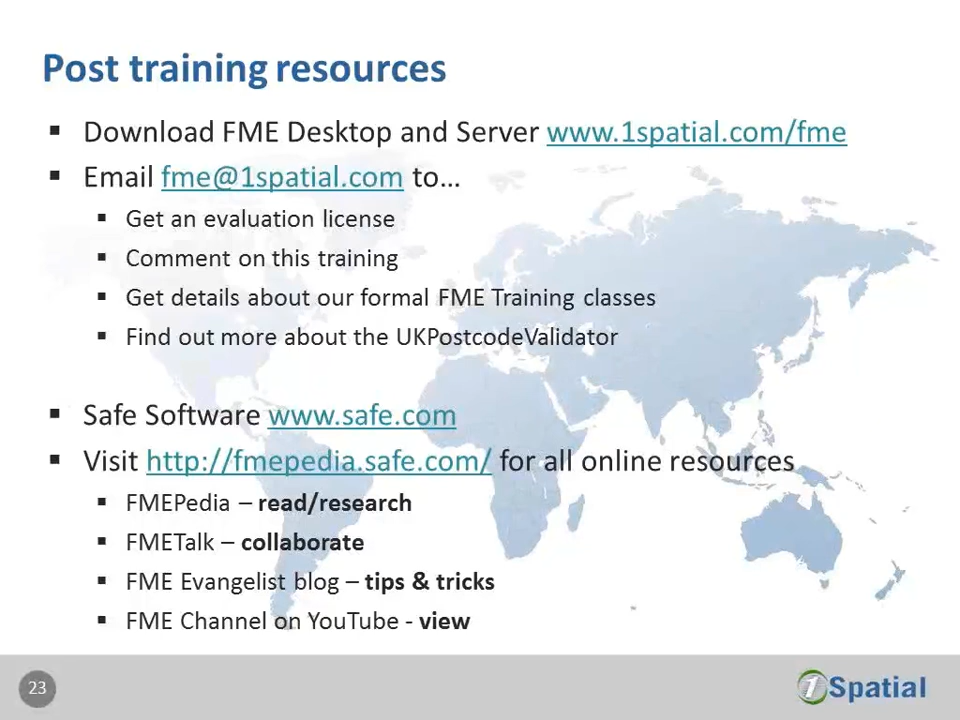 Post training resources
▪ Download FME Desktop and Server www.1spatial.com/fme
▪ Email fme@1spatial.com to…
▪ Get an evaluation license
▪ Comment on this training
▪ Get details about our formal FME Training classes
▪ Find out more about the UKPostcodeValidator
▪ Safe Software www.safe.com
▪ Visit http://fmepedia.safe.com/ for all online resources
▪ FMEPedia – read/research
▪ FMETalk – collaborate
▪ FME Evangelist blog – tips & tricks
▪ FME Channel on YouTube - view
23
1Spatial